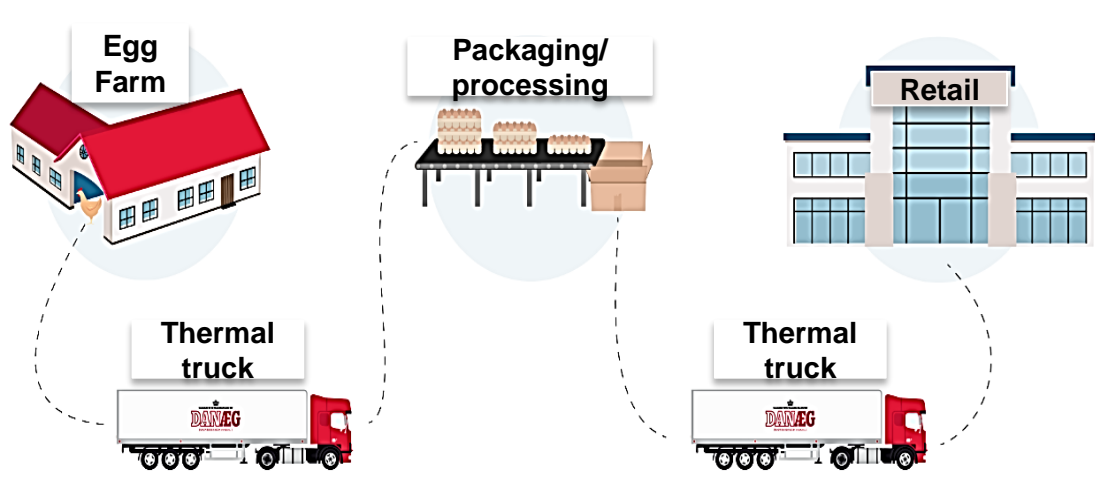 Egg
Farm
Packaging/
processing
Retail
Thermal
truck
DANÆG
Thermal
truck
DANÆG